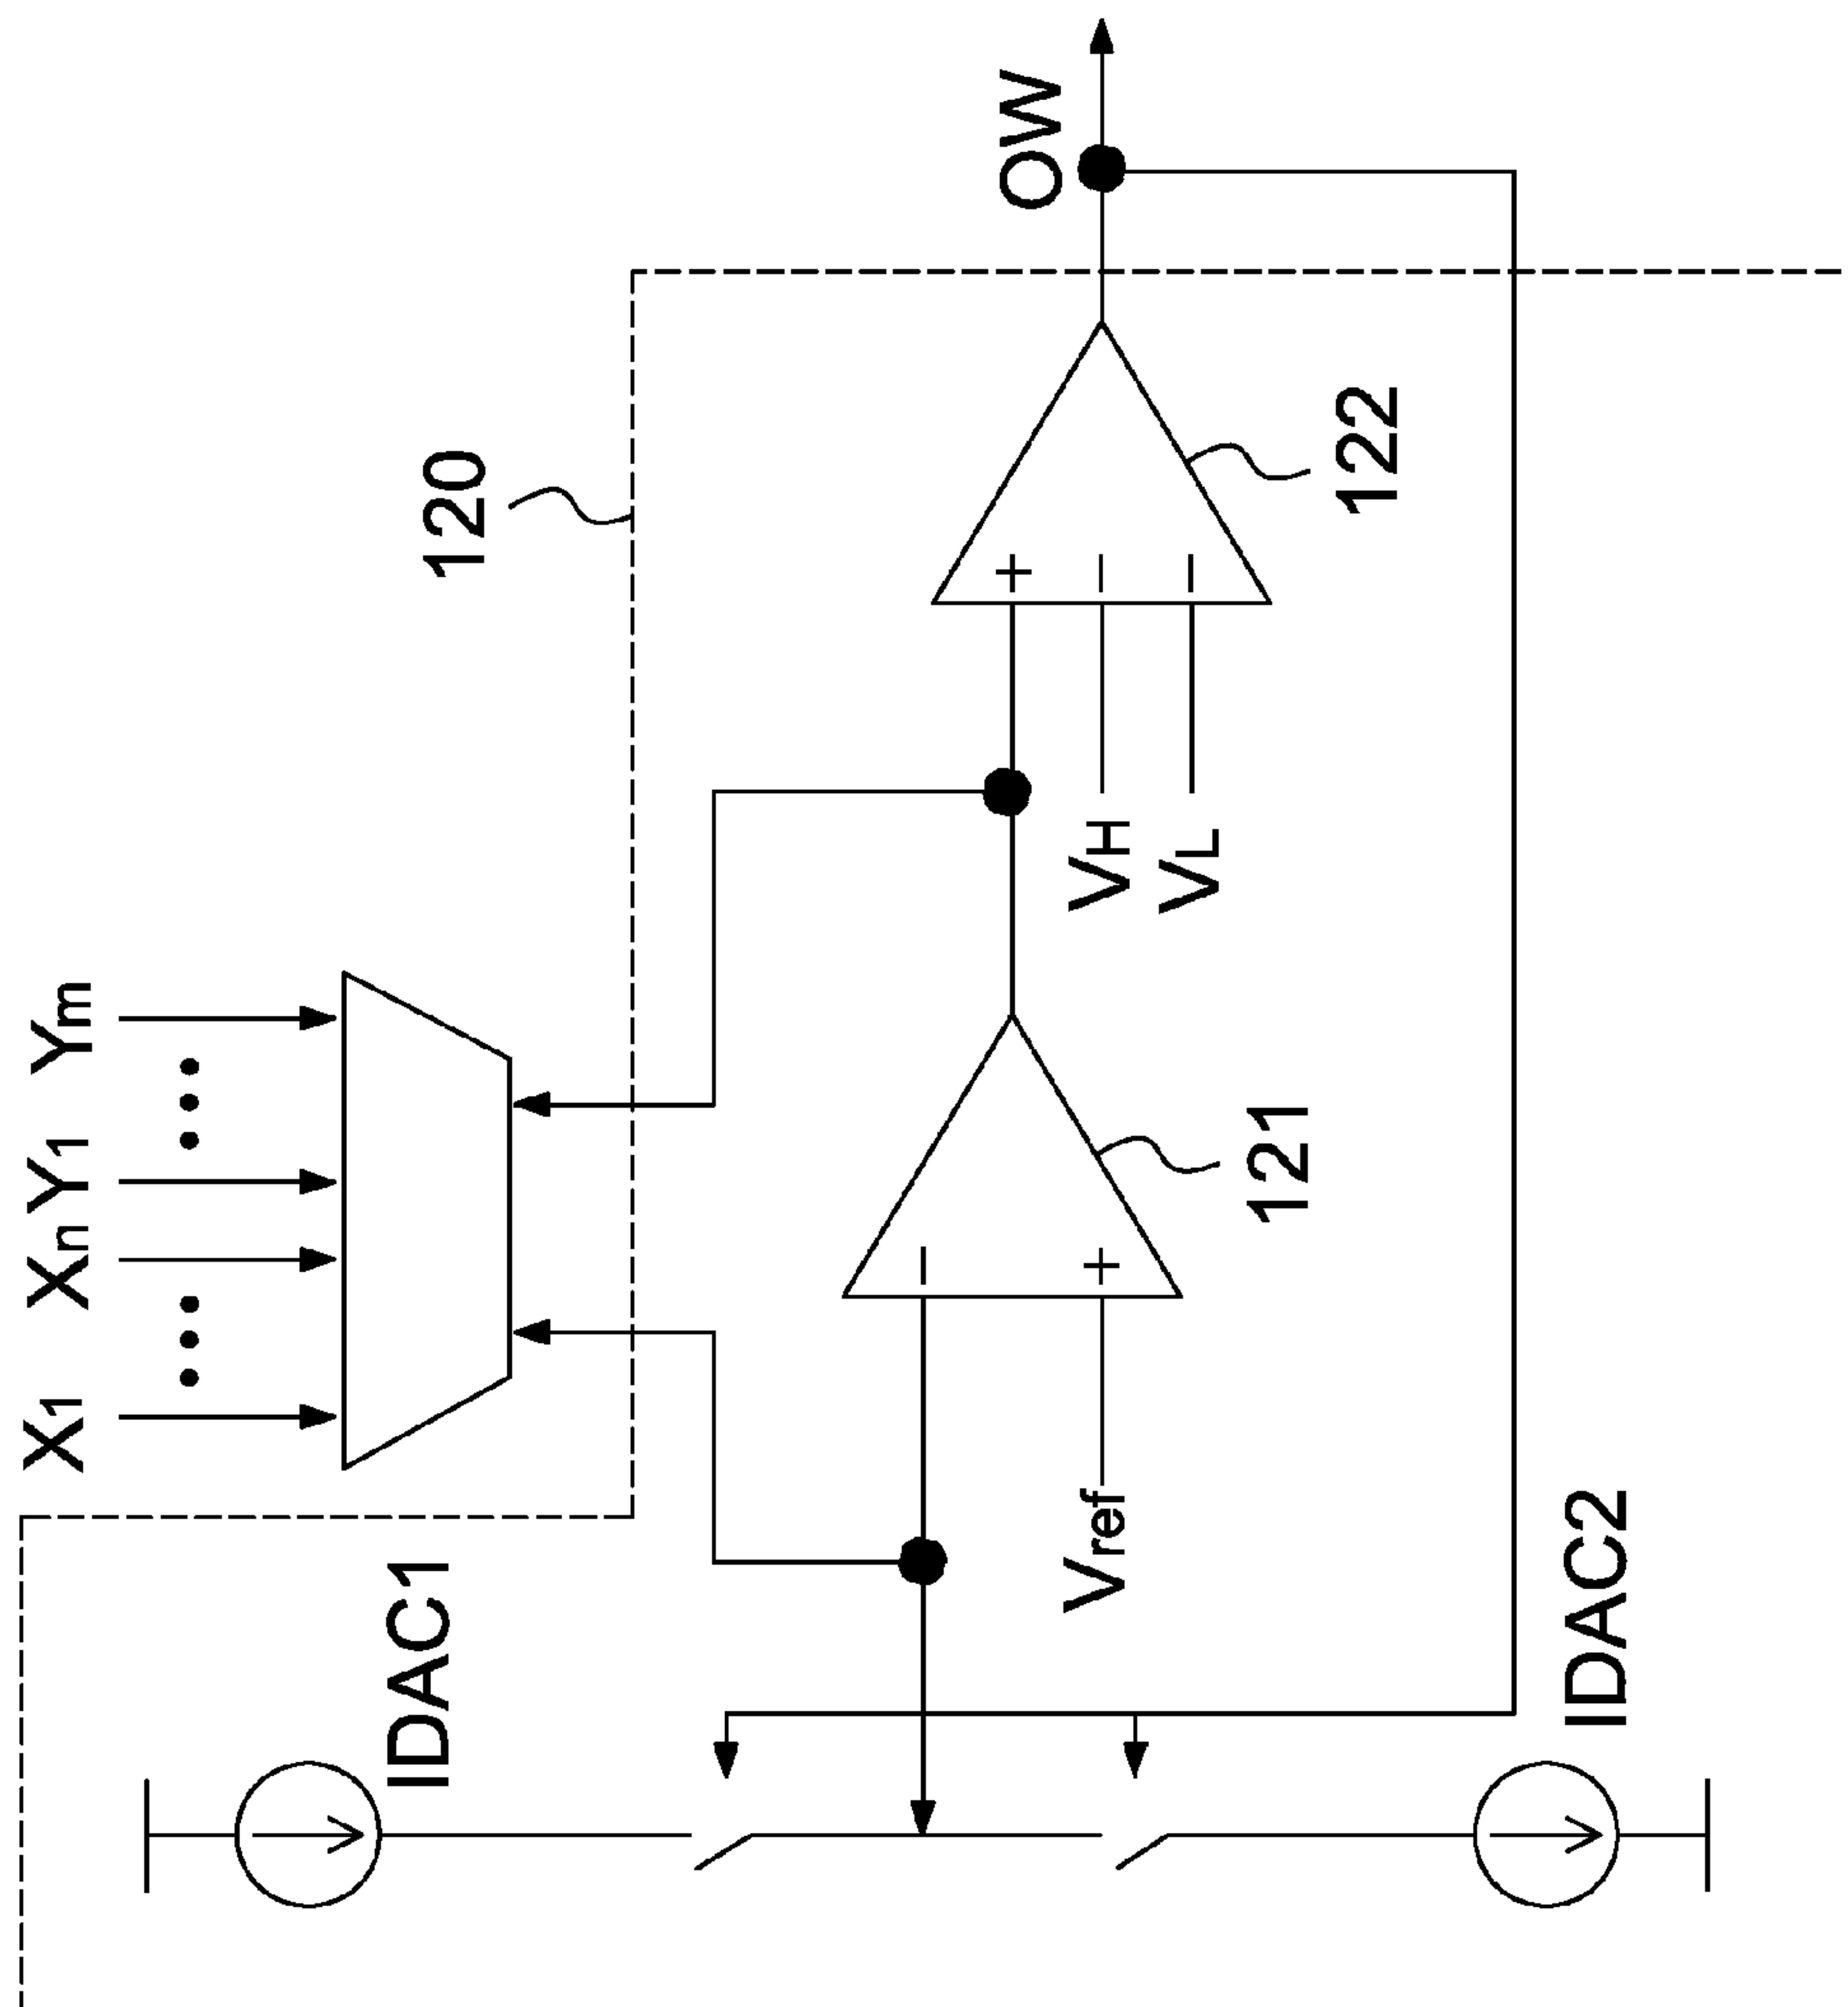 X1
Xn
Y1
Ym
120
IDAC1
OW
−
+
121
Vref
+
−
−
122
VH
VL
IDAC2